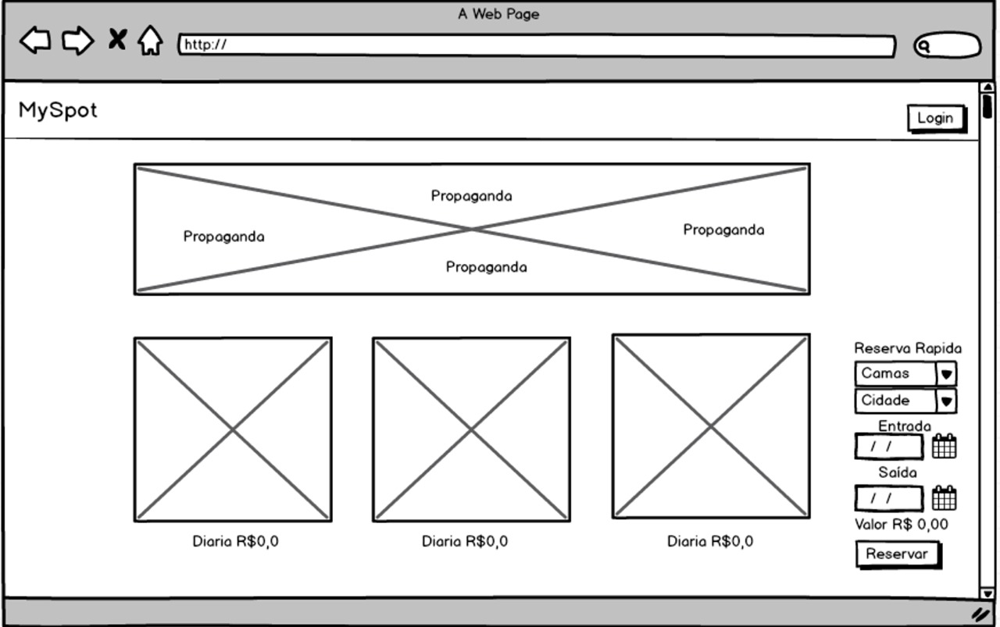 A Web Page
http://
MySpot
Login
Propaganda
Propaganda
Propaganda
Propaganda
Reserva Rapida
Camas
Cidade
Entrada
/ /
Saída
/ /
Valor R$ 0,00
Reservar
Diaria R$0,0
Diaria R$0,0
Diaria R$0,0